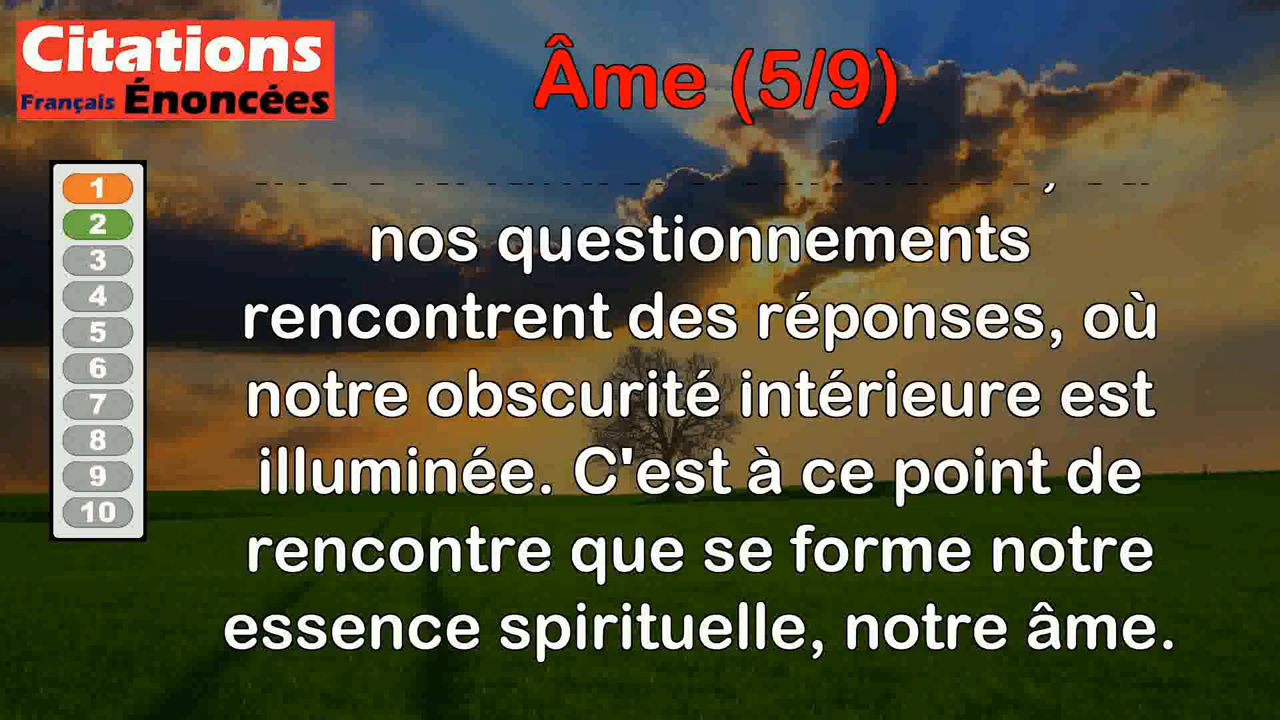 Citations
Français Énoncées
Âme (5/9)
1
2
3
4
5
6
7
8
9
10
nos questionnements
rencontrent des réponses, où
notre obscurité intérieure est
illuminée. C'est à ce point de
rencontre que se forme notre
essence spirituelle, notre âme.